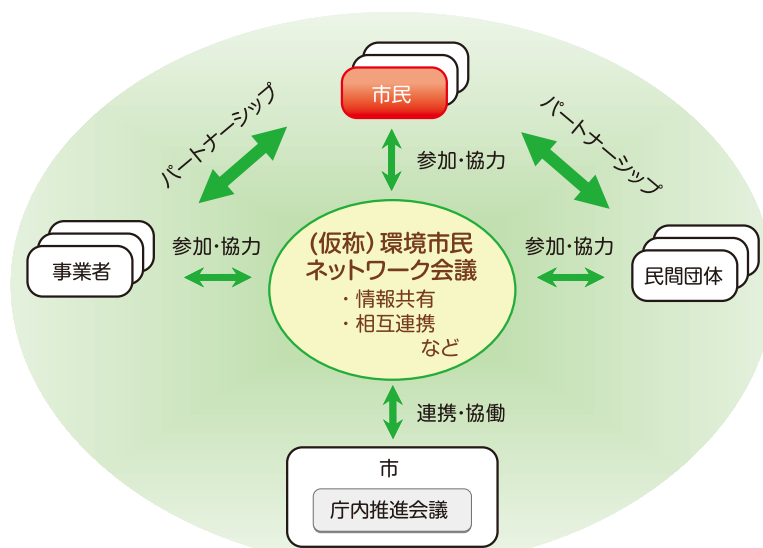 市民
パートナーシップ
パートナーシップ
参加･協力
(仮称)環境市民
ネットワーク会議
・情報共有
・相互連携
など
参加･協力
参加･協力
事業者
民間団体
連携･協働
市
庁内推進会議